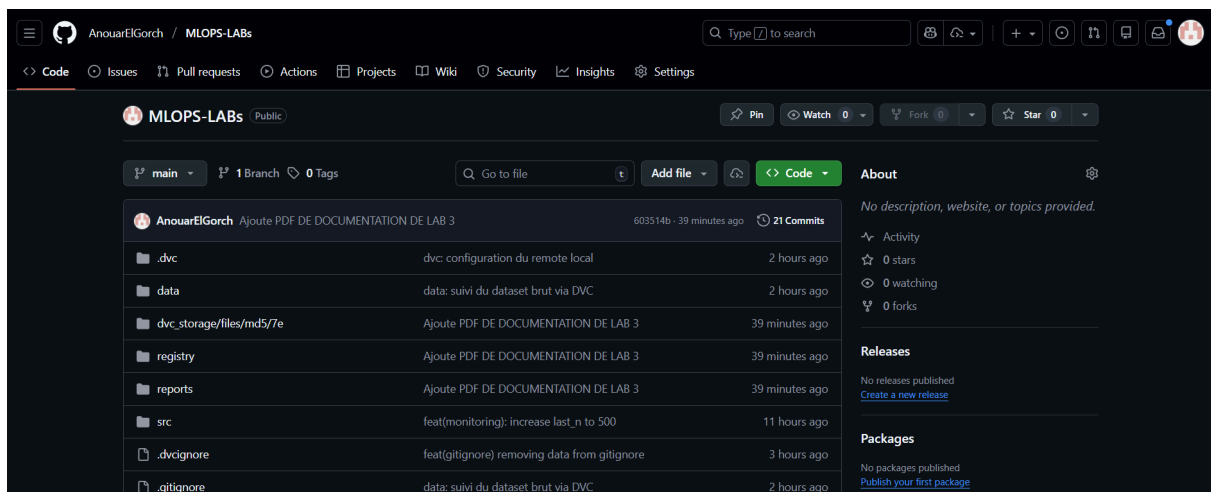 AnouarElGorch / MLOPS-LABs
Type / to search
Code Issues Pull requests Actions Projects Wiki Security Insights Settings
MLOPS-LABs Public
Pin Watch 0 Fork 0 Star 0
main 1 Branch 0 Tags Go to file t Add file Code
AnouarElGorch Ajoute PDF DE DOCUMENTATION DE LAB 3 603514b · 39 minutes ago 21 Commits
.dvc dvc: configuration du remote local 2 hours ago
data data: suivi du dataset brut via DVC 2 hours ago
dvc_storage/files/md5/7e Ajoute PDF DE DOCUMENTATION DE LAB 3 39 minutes ago
registry Ajoute PDF DE DOCUMENTATION DE LAB 3 39 minutes ago
reports Ajoute PDF DE DOCUMENTATION DE LAB 3 39 minutes ago
src feat(monitoring): increase last_n to 500 11 hours ago
.dvcignore feat(gitignore) removing data from gitignore 3 hours ago
.gitignore data: suivi du dataset brut via DVC 2 hours ago
About
No description, website, or topics provided.
Activity
0 stars
0 watching
0 forks
Releases
No releases published
Create a new release
Packages
No packages published
Publish your first package